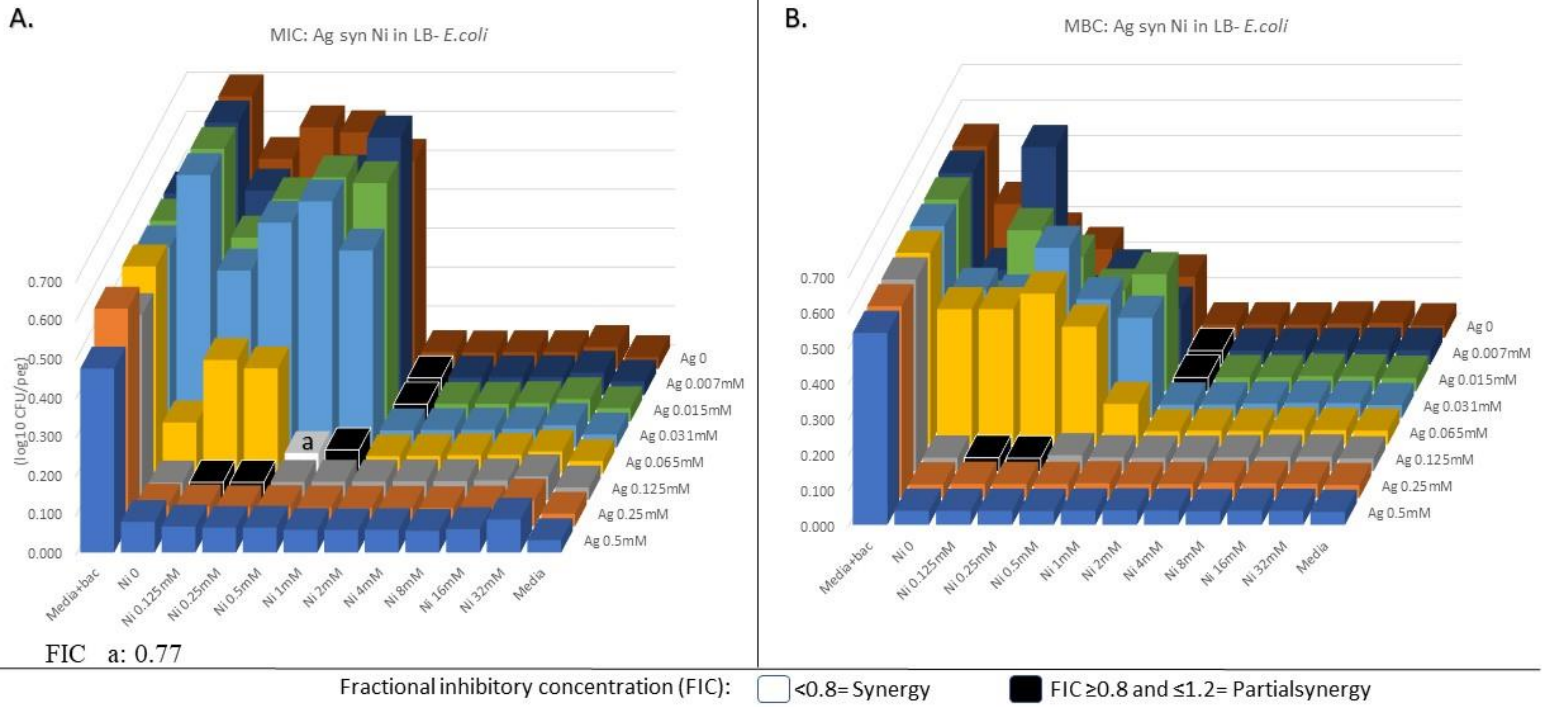 A.
MIC: Ag syn Ni in LB- E.coli
0.700
0.600
0.500
0.400
0.300
0.200
0.100
0.000
(log10 CFU/peg)
a
Ag 0
Ag 0.007mM
Ag 0.015mM
Ag 0.031mM
Ag 0.065mM
Ag 0.125mM
Ag 0.25mM
Ag 0.5mM
Media+bac
Ni 0
Ni 0.125mM
Ni 0.25mM
Ni 0.5mM
Ni 1mM
Ni 2mM
Ni 4mM
Ni 8mM
Ni 16mM
Ni 32mM
Media
FIC a: 0.77
B.
MBC: Ag syn Ni in LB- E.coli
0.700
0.600
0.500
0.400
0.300
0.200
0.100
0.000
Ag 0
Ag 0.007mM
Ag 0.015mM
Ag 0.031mM
Ag 0.065mM
Ag 0.125mM
Ag 0.25mM
Ag 0.5mM
Media+bac
Ni 0
Ni 0.125mM
Ni 0.25mM
Ni 0.5mM
Ni 1mM
Ni 2mM
Ni 4mM
Ni 8mM
Ni 16mM
Ni 32mM
Media
Fractional inhibitory concentration (FIC): <0.8= Synergy FIC ≥0.8 and ≤1.2= Partialsynergy